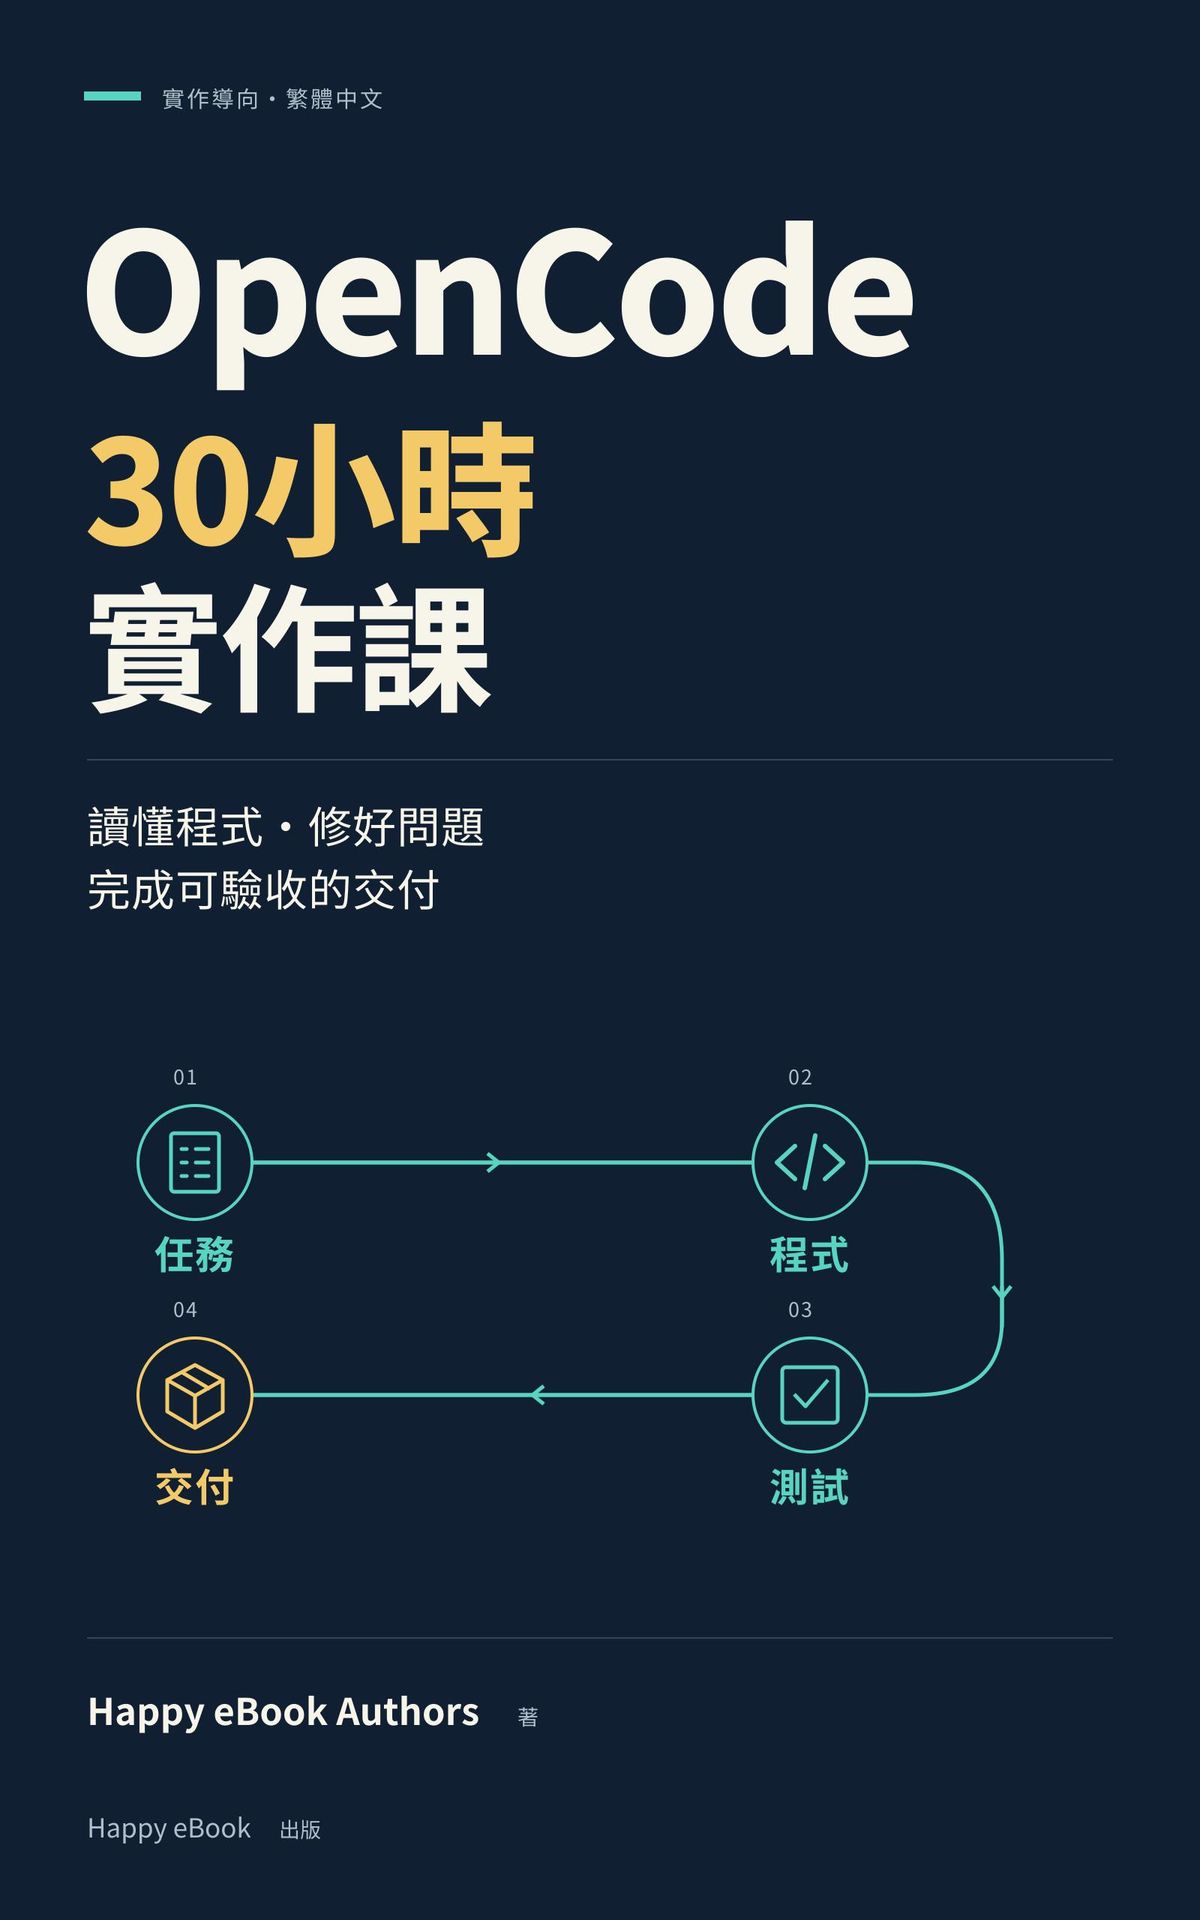 實作導向・繁體中文
OpenCode
30小時
實作課
讀懂程式・修好問題
完成可驗收的交付
01
任務
02
程式
03
測試
04
交付
Happy eBook Authors 著
Happy eBook 出版